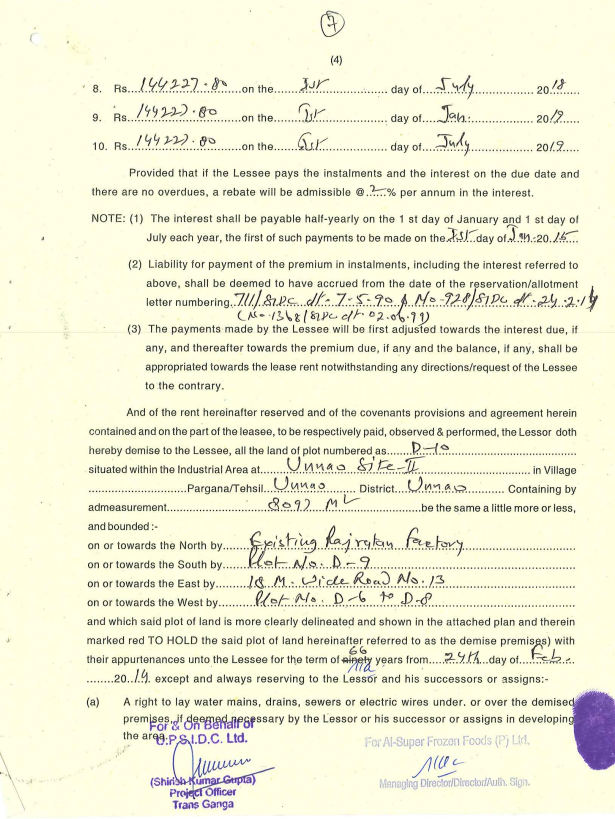 7
(4)
8. Rs. 144227.80 on the 1st day of July 2018
9. Rs. 144227.80 on the 1st day of Jan. 2019
10. Rs. 144227.80 on the 1st day of July 2019
Provided that if the Lessee pays the instalments and the interest on the due date and
there are no overdues, a rebate will be admissible @ 2 % per annum in the interest.
NOTE: (1) The interest shall be payable half-yearly on the 1 st day of January and 1 st day of
July each year, the first of such payments to be made on the 1st day of Jan. 2015
(2) Liability for payment of the premium in instalments, including the interest referred to
above, shall be deemed to have accrued from the date of the reservation/allotment
letter numbering 711/SIDC dt- 7-5-90 & No-928/SIDC dt-24.2.14
(No-1368/SIDC dt 02.06.99)
(3) The payments made by the Lessee will be first adjusted towards the interest due, if
any, and thereafter towards the premium due, if any and the balance, if any, shall be
appropriated towards the lease rent notwithstanding any directions/request of the Lessee
to the contrary.
And of the rent hereinafter reserved and of the covenants provisions and agreement herein
contained and on the part of the leasee, to be respectively paid, observed & performed, the Lessor doth
hereby demise to the Lessee, all the land of plot numbered as D-10
situated within the Industrial Area at Unnao Site-II in Village
Pargana/Tehsil Unnao District Unnao Containing by
admeasurement 8092 M2 be the same a little more or less,
and bounded :-
on or towards the North by Existing Rajratan Factory
on or towards the South by Plot No. D-9
on or towards the East by 18 M. Wide Road No. 13
on or towards the West by Plot No. D-6 to D-8
and which said plot of land is more clearly delineated and shown in the attached plan and therein
marked red TO HOLD the said plot of land hereinafter referred to as the demise premises) with
66
their appurtenances unto the Lessee for the term of ninety years from 24th day of Feb.
2014 except and always reserving to the Lessor and his successors or assigns:-
(a) A right to lay water mains, drains, sewers or electric wires under. or over the demised
premises, if deemed necessary by the Lessor or his successor or assigns in developing
the area.
For & On Behalf of
U.P.S.I.D.C. Ltd.
(Shirish Kumar Gupta)
Project Officer
Trans Ganga
For Al-Super Frozen Foods (P) Ltd.
Managing Director/Director/Auth. Sign.